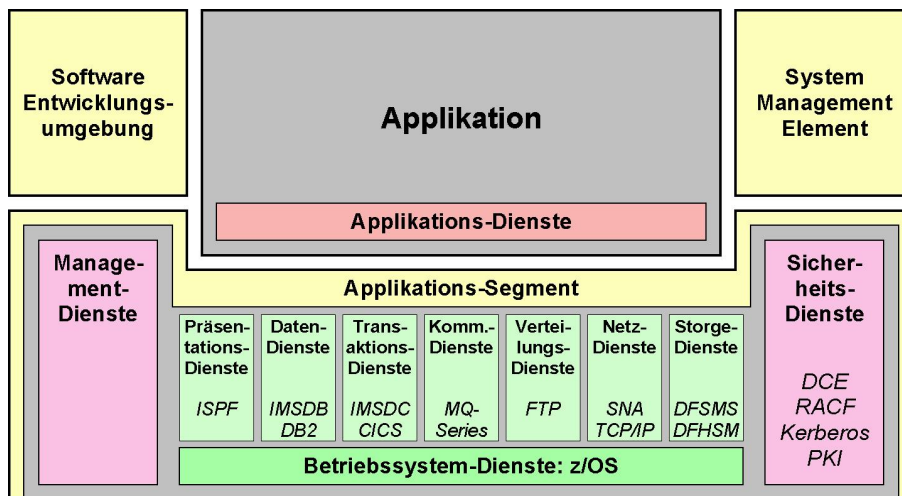 Software
Entwicklungs-
umgebung
Applikation
System
Management
Element
Applikations-Dienste
Manage-
ment-
Dienste
Applikations-Segment
Sicher-
heits-
Dienste
Präsen-
tations-
Dienste
ISPF
Daten-
Dienste
IMSDB
DB2
Trans-
aktions-
Dienste
IMSDC
CICS
Komm.-
Dienste
MQ-
Series
Vertei-
lungs-
Dienste
FTP
Netz-
Dienste
SNA
TCP/IP
Storge-
Dienste
DFSMS
DFHSM
DCE
RACF
Kerberos
PKI
Betriebssystem-Dienste: z/OS